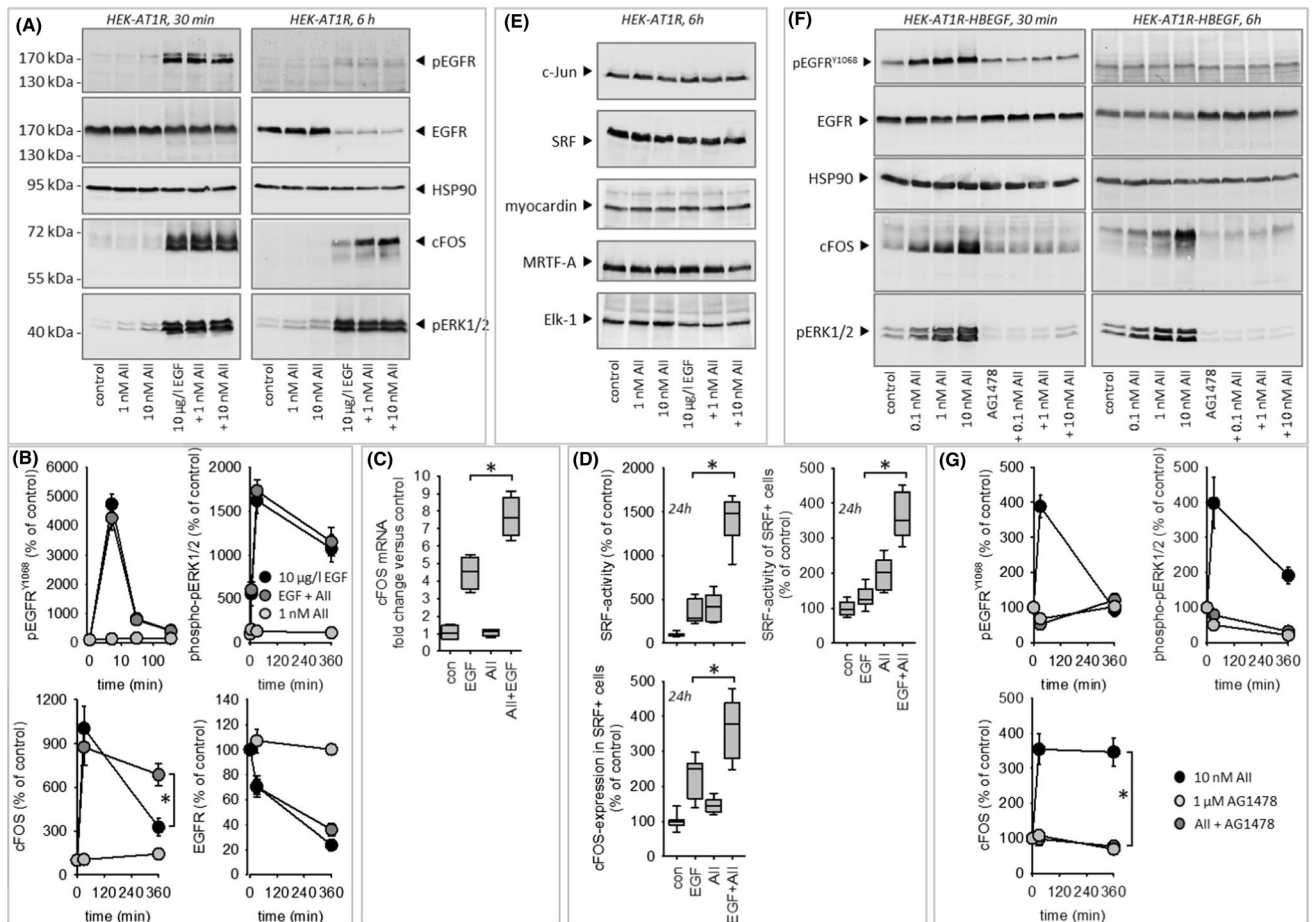 (A)
HEK-AT1R, 30 min
HEK-AT1R, 6 h
170 kDa -
130 kDa -
pEGFR
170 kDa -
130 kDa -
EGFR
95 kDa -
HSP90
72 kDa -
55 kDa -
cFOS
40 kDa -
pERK1/2
control
1 nM AII
10 nM AII
10 µg/l EGF
+ 1 nM AII
+ 10 nM AII
control
1 nM AII
10 nM AII
10 µg/l EGF
+ 1 nM AII
+ 10 nM AII
(E)
HEK-AT1R, 6h
c-Jun
SRF
myocardin
MRTF-A
Elk-1
control
1 nM AII
10 nM AII
10 µg/l EGF
+ 1 nM AII
+10 nM AII
(F)
HEK-AT1R-HBEGF, 30 min
HEK-AT1R-HBEGF, 6h
pEGFRY1068
EGFR
HSP90
cFOS
pERK1/2
control
0.1 nM AII
1 nM AII
10 nM AII
AG1478
+ 0.1 nM AII
+ 1 nM AII
+ 10 nM AII
control
0.1 nM AII
1 nM AII
10 nM AII
AG1478
+ 0.1 nM AII
+ 1 nM AII
+ 10 nM AII
(B)
pEGFRY1068 (% of control)
6000
5000
4000
3000
2000
1000
0
0 10 100
time (min)
phospho-pERK1/2 (% of control)
2000
1500
1000
500
0
10 µg/l EGF
EGF + AII
1 nM AII
0 120 240 360
time (min)
cFOS (% of control)
1200
900
600
300
0
*
0 120 240 360
time (min)
EGFR (% of control)
140
120
100
80
60
40
20
0
0 120 240 360
time (min)
(C)
cFOS mRNA
fold change versus control
10
9
8
7
6
5
4
3
2
1
0
*
con
EGF
AII
AII+EGF
(D)
SRF-activity (% of control)
2000
1500
1000
500
0
24h
*
con
EGF
AII
EGF+AII
SRF-activity of SRF+ cells
(% of control)
500
400
300
200
100
0
24h
*
con
EGF
AII
EGF+AII
cFOS-expression in SRF+ cells
(% of control)
500
400
300
200
100
0
24h
*
con
EGF
AII
EGF+AII
(G)
pEGFRY1068 (% of control)
500
400
300
200
100
0
0 120 240 360
time (min)
phospho-pERK1/2 (% of control)
500
400
300
200
100
0
0 120 240 360
time (min)
cFOS (% of control)
500
400
300
200
100
0
*
0 120 240 360
time (min)
10 nM AII
1 µM AG1478
AII + AG1478